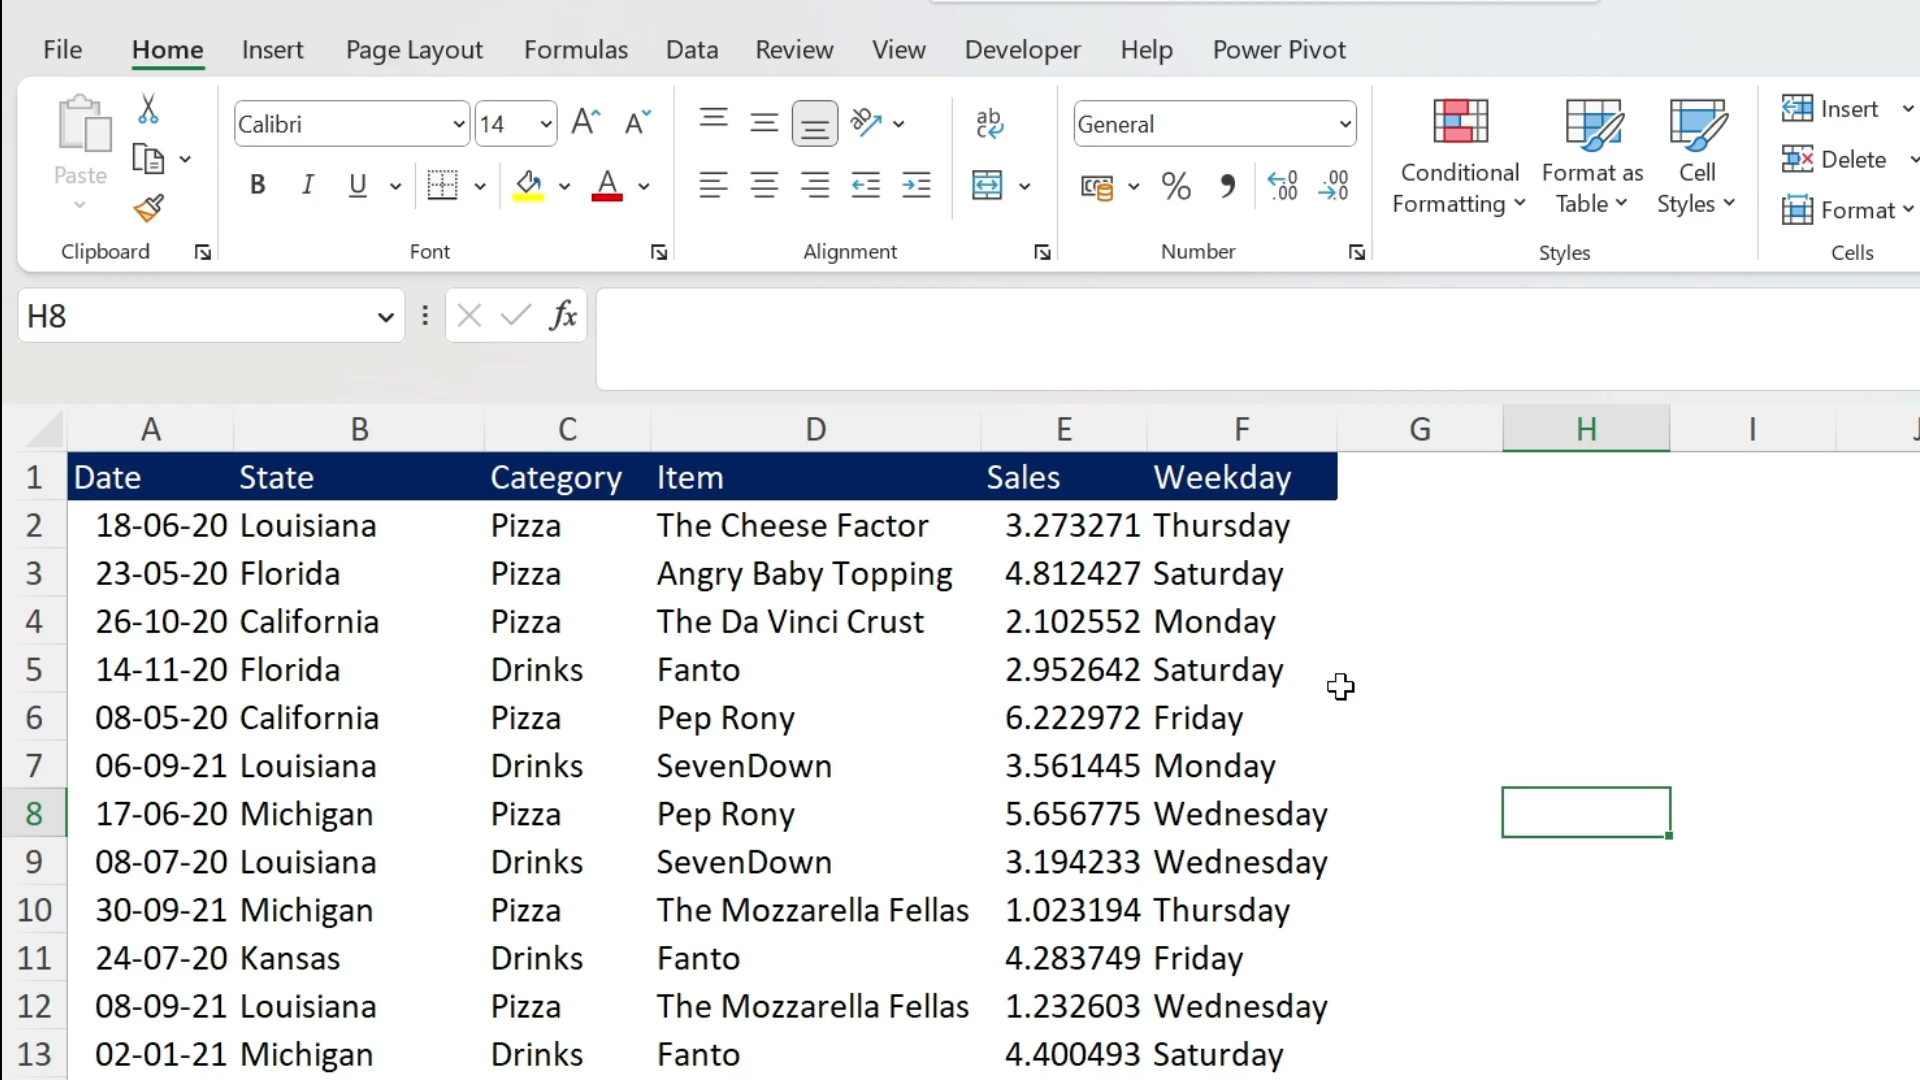 File Home Insert Page Layout Formulas Data Review View Developer Help Power Pivot
Calibri 14 General
Paste
Conditional Formatting
Format as Table
Cell Styles
Insert
Delete
Format
Clipboard Font Alignment Number Styles Cells
H8 fx
A B C D E F G H I J
1 Date State Category Item Sales Weekday
2 18-06-20 Louisiana Pizza The Cheese Factor 3.273271 Thursday
3 23-05-20 Florida Pizza Angry Baby Topping 4.812427 Saturday
4 26-10-20 California Pizza The Da Vinci Crust 2.102552 Monday
5 14-11-20 Florida Drinks Fanto 2.952642 Saturday
6 08-05-20 California Pizza Pep Rony 6.222972 Friday
7 06-09-21 Louisiana Drinks SevenDown 3.561445 Monday
8 17-06-20 Michigan Pizza Pep Rony 5.656775 Wednesday
9 08-07-20 Louisiana Drinks SevenDown 3.194233 Wednesday
10 30-09-21 Michigan Pizza The Mozzarella Fellas 1.023194 Thursday
11 24-07-20 Kansas Drinks Fanto 4.283749 Friday
12 08-09-21 Louisiana Pizza The Mozzarella Fellas 1.232603 Wednesday
13 02-01-21 Michigan Drinks Fanto 4.400493 Saturday